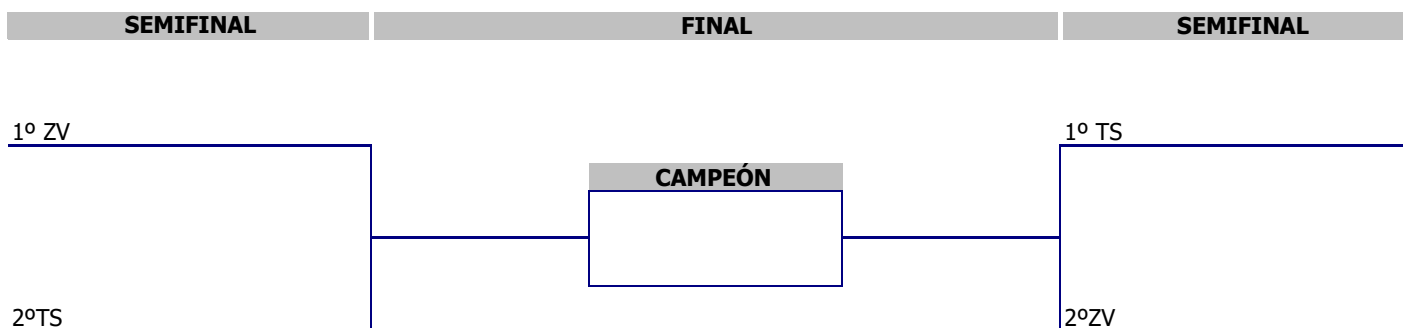 SEMIFINAL FINAL SEMIFINAL
1º ZV 1º TS
CAMPEÓN
2ºTS 2ºZV